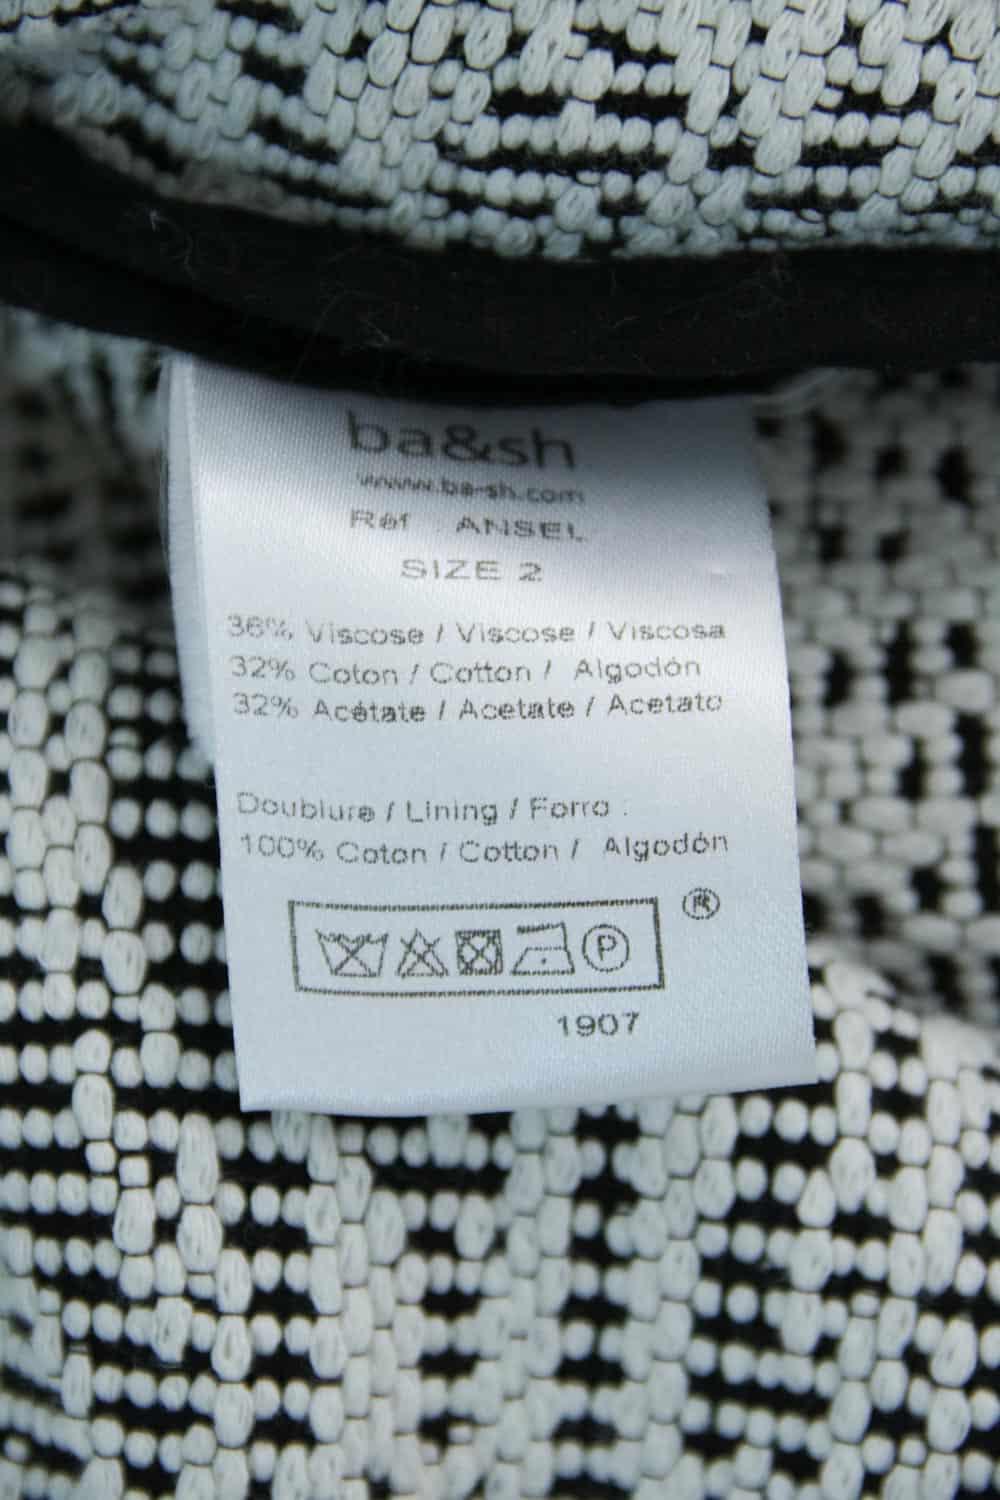 ba&sh
www.ba-sh.com
Réf : ANSEL
SIZE 2
36% Viscose / Viscose / Viscosa
32% Coton / Cotton / Algodón
32% Acétate / Acetate / Acetato
Doublure / Lining / Forro :
100% Coton / Cotton / Algodón
®
P
1907